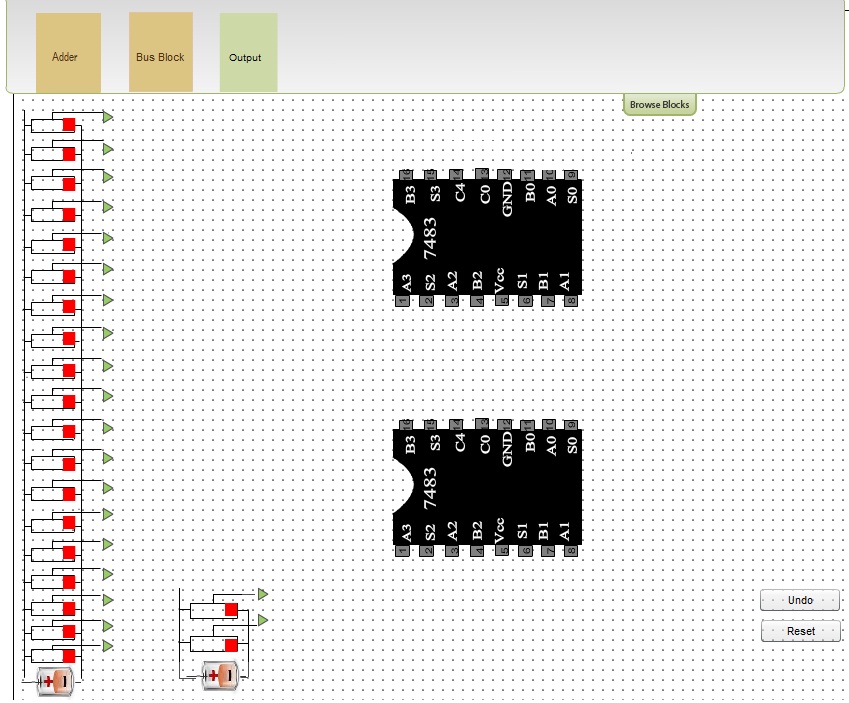 Adder
Bus Block
Output
Browse Blocks
16 15 14 13 12 11 10 9
B3 S3 C4 C0 GND B0 A0 S0
7483
A3 S2 A2 B2 Vcc S1 B1 A1
1 2 3 4 5 6 7 8
16 15 14 13 12 11 10 9
B3 S3 C4 C0 GND B0 A0 S0
7483
A3 S2 A2 B2 Vcc S1 B1 A1
1 2 3 4 5 6 7 8
Undo
Reset
+ I
+ I